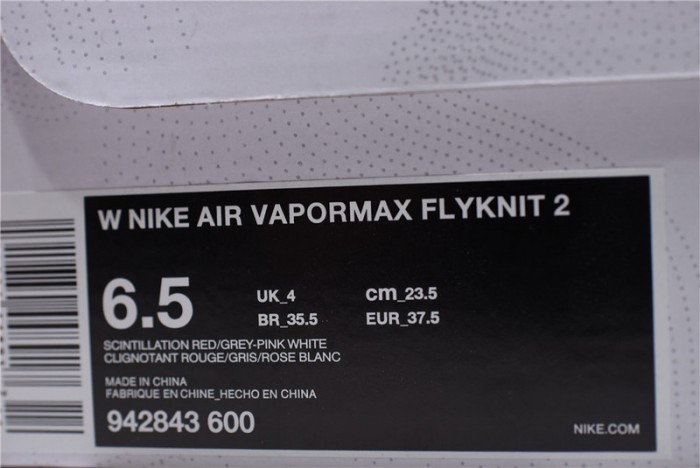 W NIKE AIR VAPORMAX FLYKNIT 2
6.5
UK_4 cm_23.5
BR_35.5 EUR_37.5
SCINTILLATION RED/GREY-PINK WHITE
CLIGNOTANT ROUGE/GRIS/ROSE BLANC
MADE IN CHINA
FABRIQUE EN CHINE_HECHO EN CHINA
942843 600
NIKE.COM